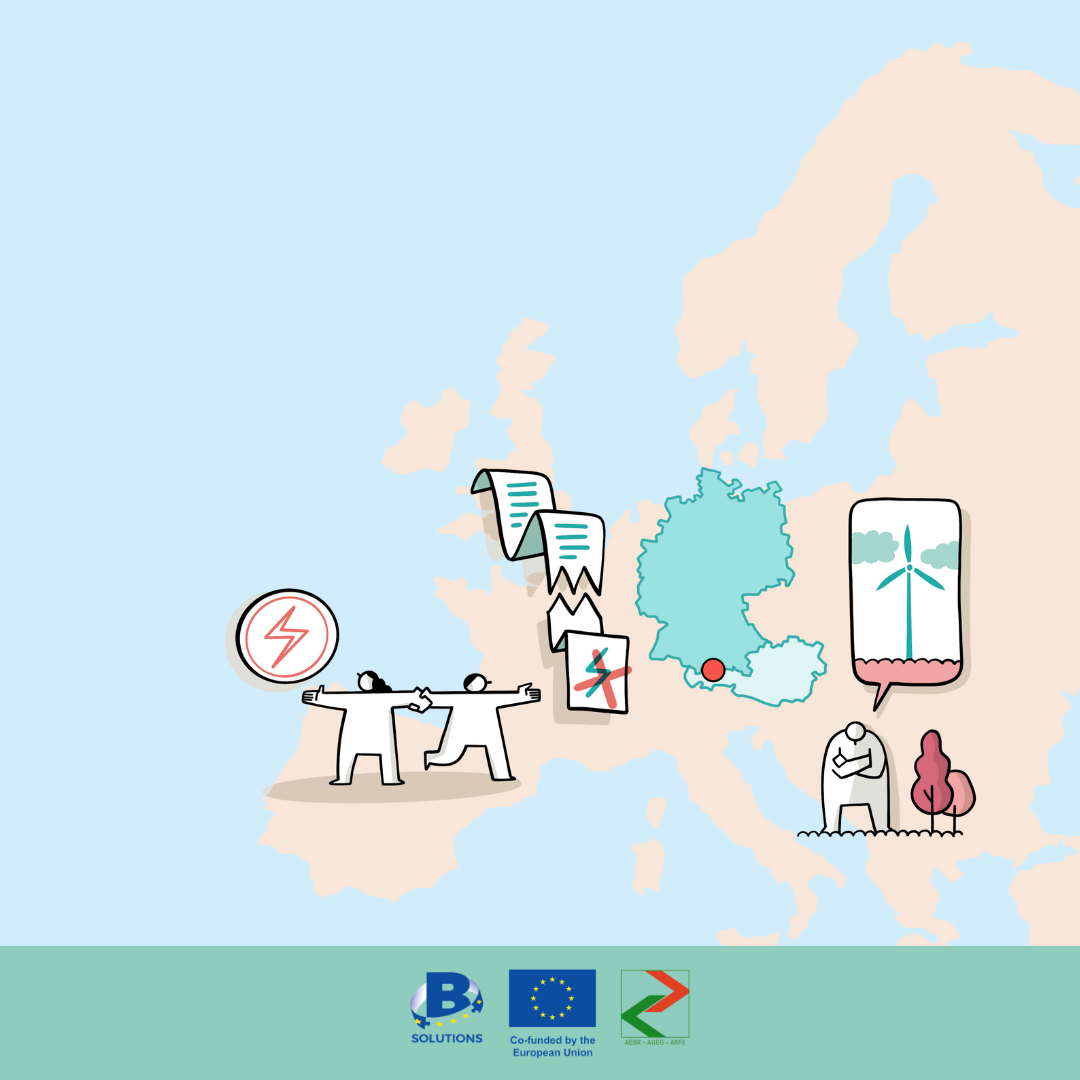 B
SOLUTIONS
Co-funded by the
European Union
AEBR – AGEG – ARFE